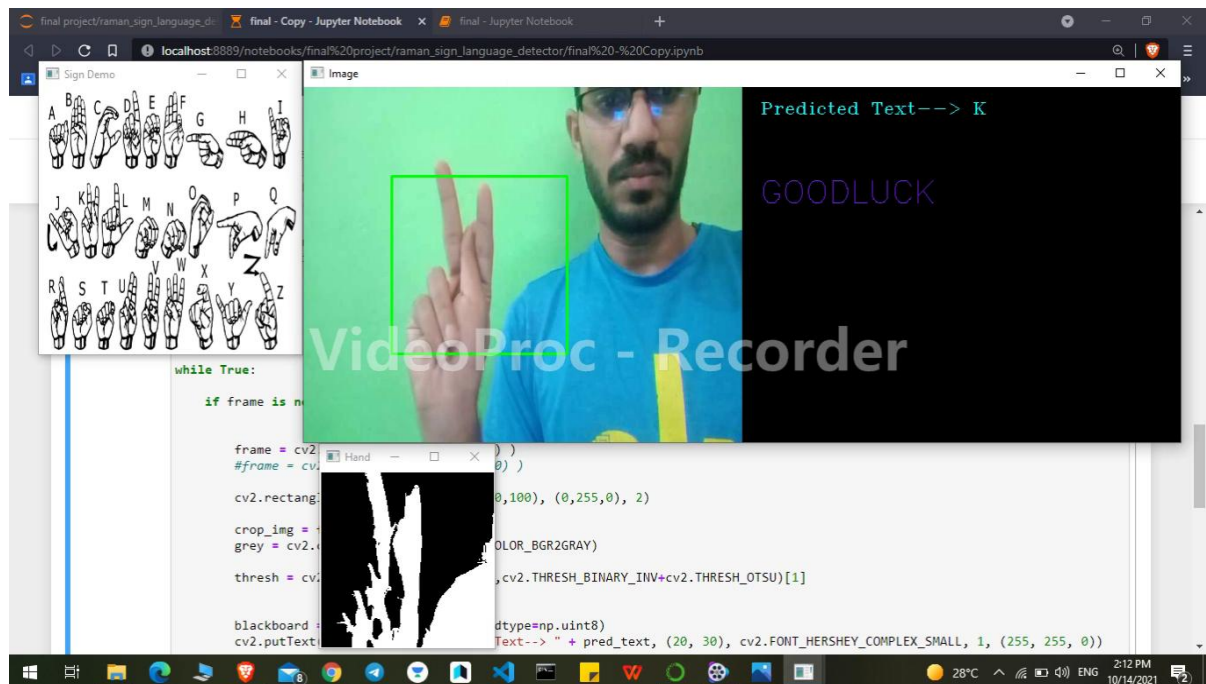 final project/raman_sign_language_de
final - Copy - Jupyter Notebook
final - Jupyter Notebook
localhost:8889/notebooks/final%20project/raman_sign_language_detector/final%20-%20Copy.ipynb
Sign Demo
A B C D E F G H I
J K L M N O P Q
R S T U V W X Y Z Z
Image
Predicted Text--> K
GOODLUCK
VideoProc - Recorder
while True:
if frame is n
frame = cv2 ) )
#frame = cv 0) )
cv2.rectang 0,100), (0,255,0), 2)
crop_img =
grey = cv2. OLOR_BGR2GRAY)
thresh = cv ,cv2.THRESH_BINARY_INV+cv2.THRESH_OTSU)[1]
blackboard = dtype=np.uint8)
cv2.putText Text--> " + pred_text, (20, 30), cv2.FONT_HERSHEY_COMPLEX_SMALL, 1, (255, 255, 0))
Hand
28°C ENG 2:12 PM
10/14/2021